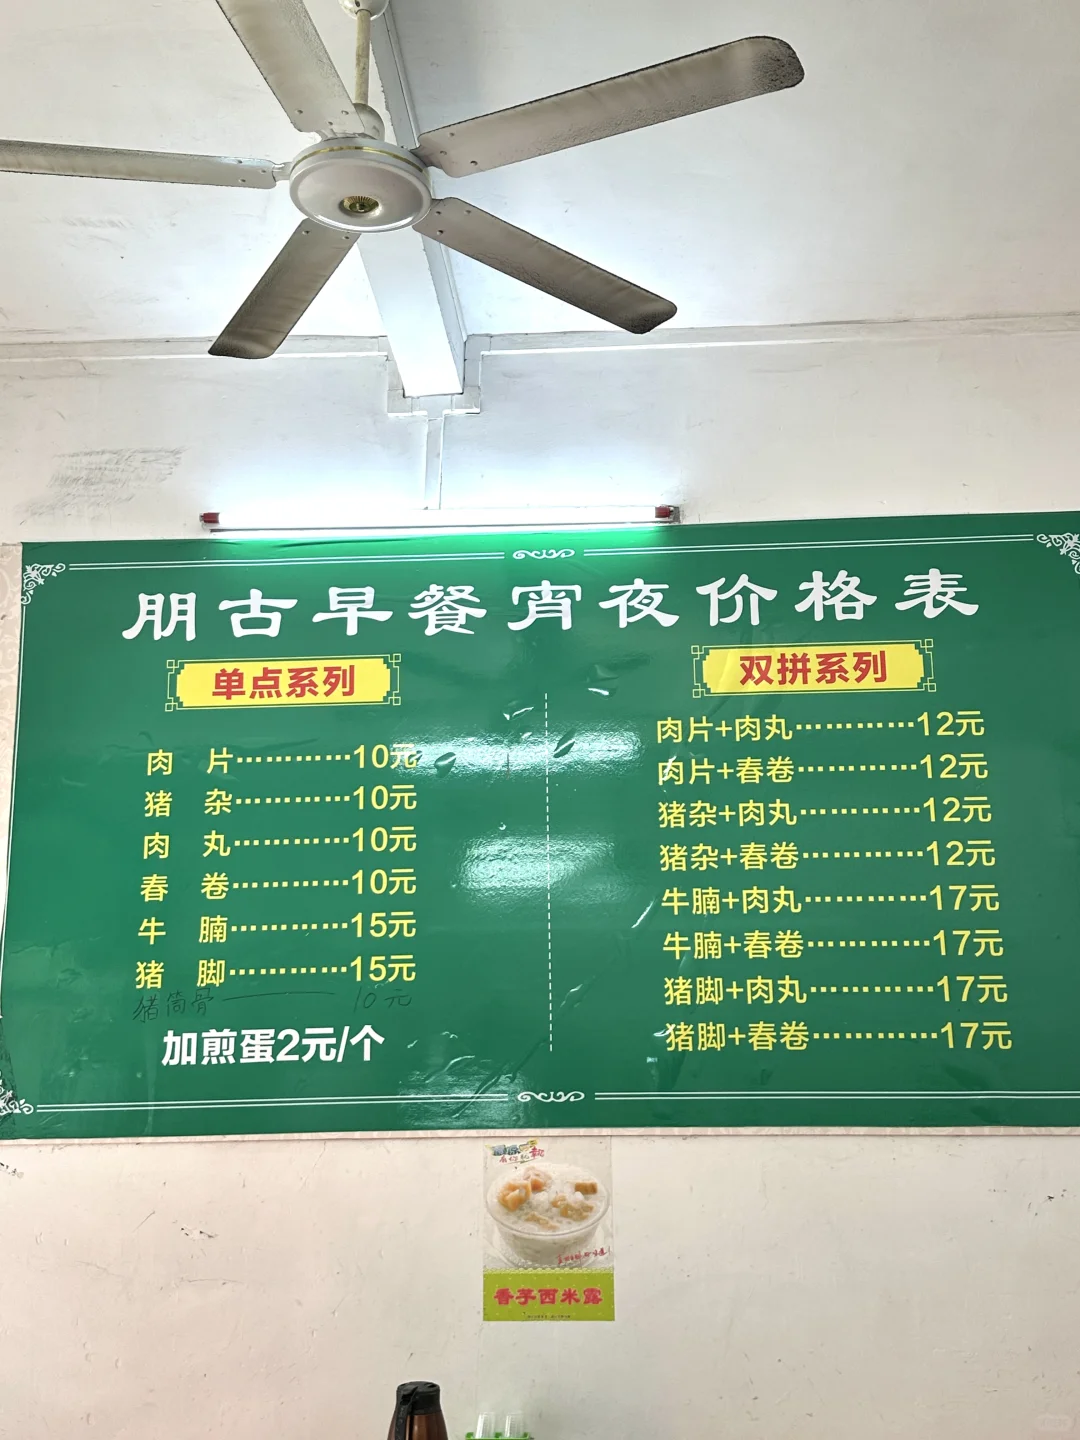 朋古早餐宵夜价格表
单点系列
肉 片…………10元
猪 杂…………10元
肉 丸…………10元
春 卷…………10元
牛 腩…………15元
猪 脚…………15元
猪筒骨——10元
加煎蛋2元/个
双拼系列
肉片+肉丸…………12元
肉片+春卷…………12元
猪杂+肉丸…………12元
猪杂+春卷…………12元
牛腩+肉丸…………17元
牛腩+春卷…………17元
猪脚+肉丸…………17元
猪脚+春卷…………17元
香芋西米露